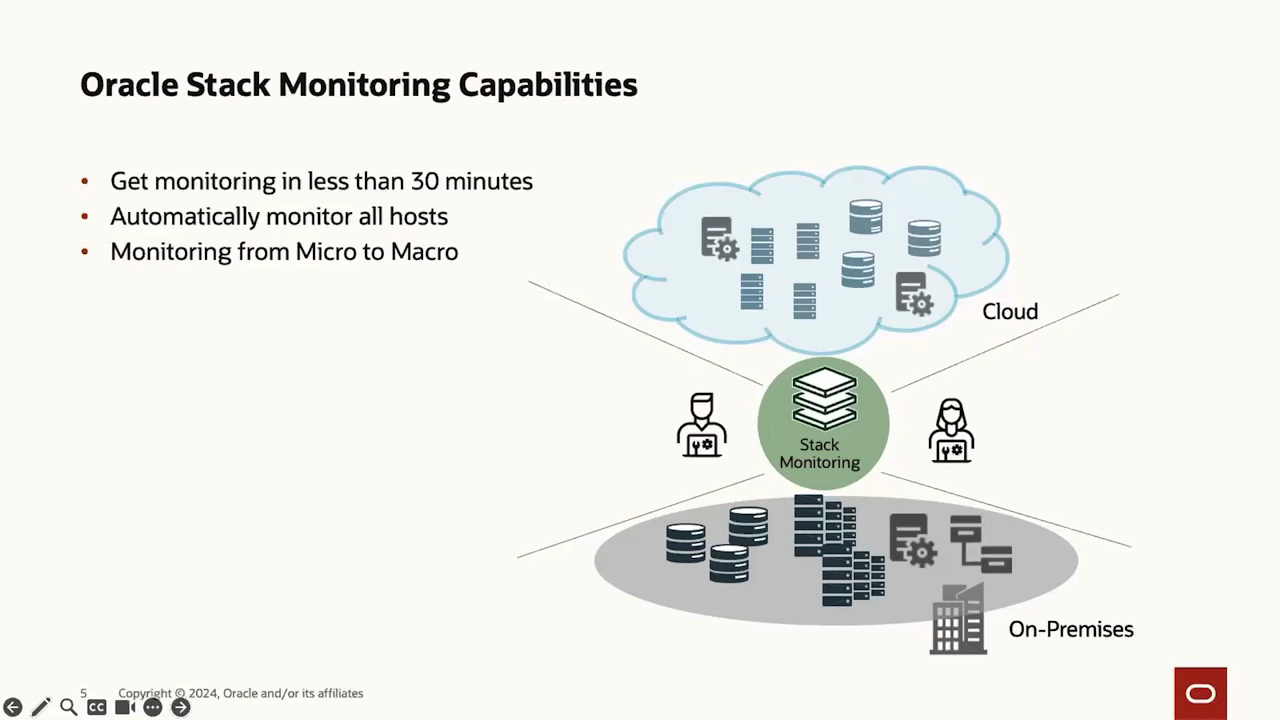 Oracle Stack Monitoring Capabilities
• Get monitoring in less than 30 minutes
• Automatically monitor all hosts
• Monitoring from Micro to Macro
Cloud
Stack
Monitoring
On-Premises
5 Copyright © 2024, Oracle and/or its affiliates
CC